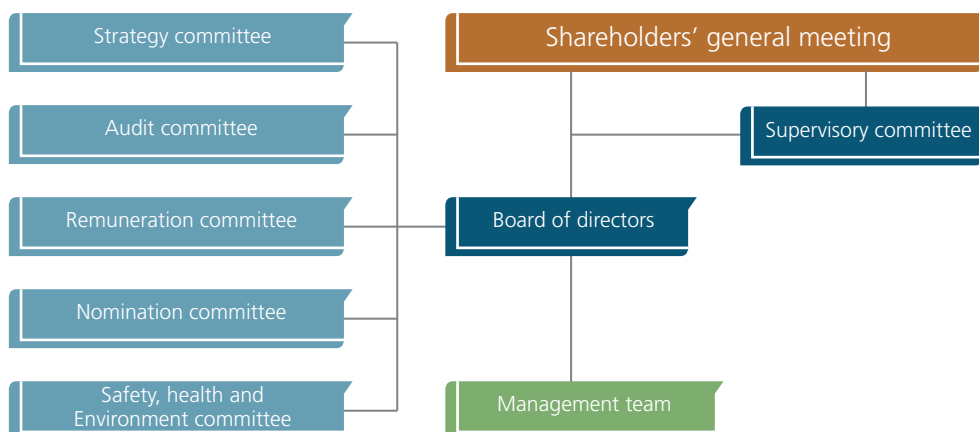 Strategy committee
Shareholders’ general meeting
Audit committee
Supervisory committee
Remuneration committee
Board of directors
Nomination committee
Safety, health and
Environment committee
Management team